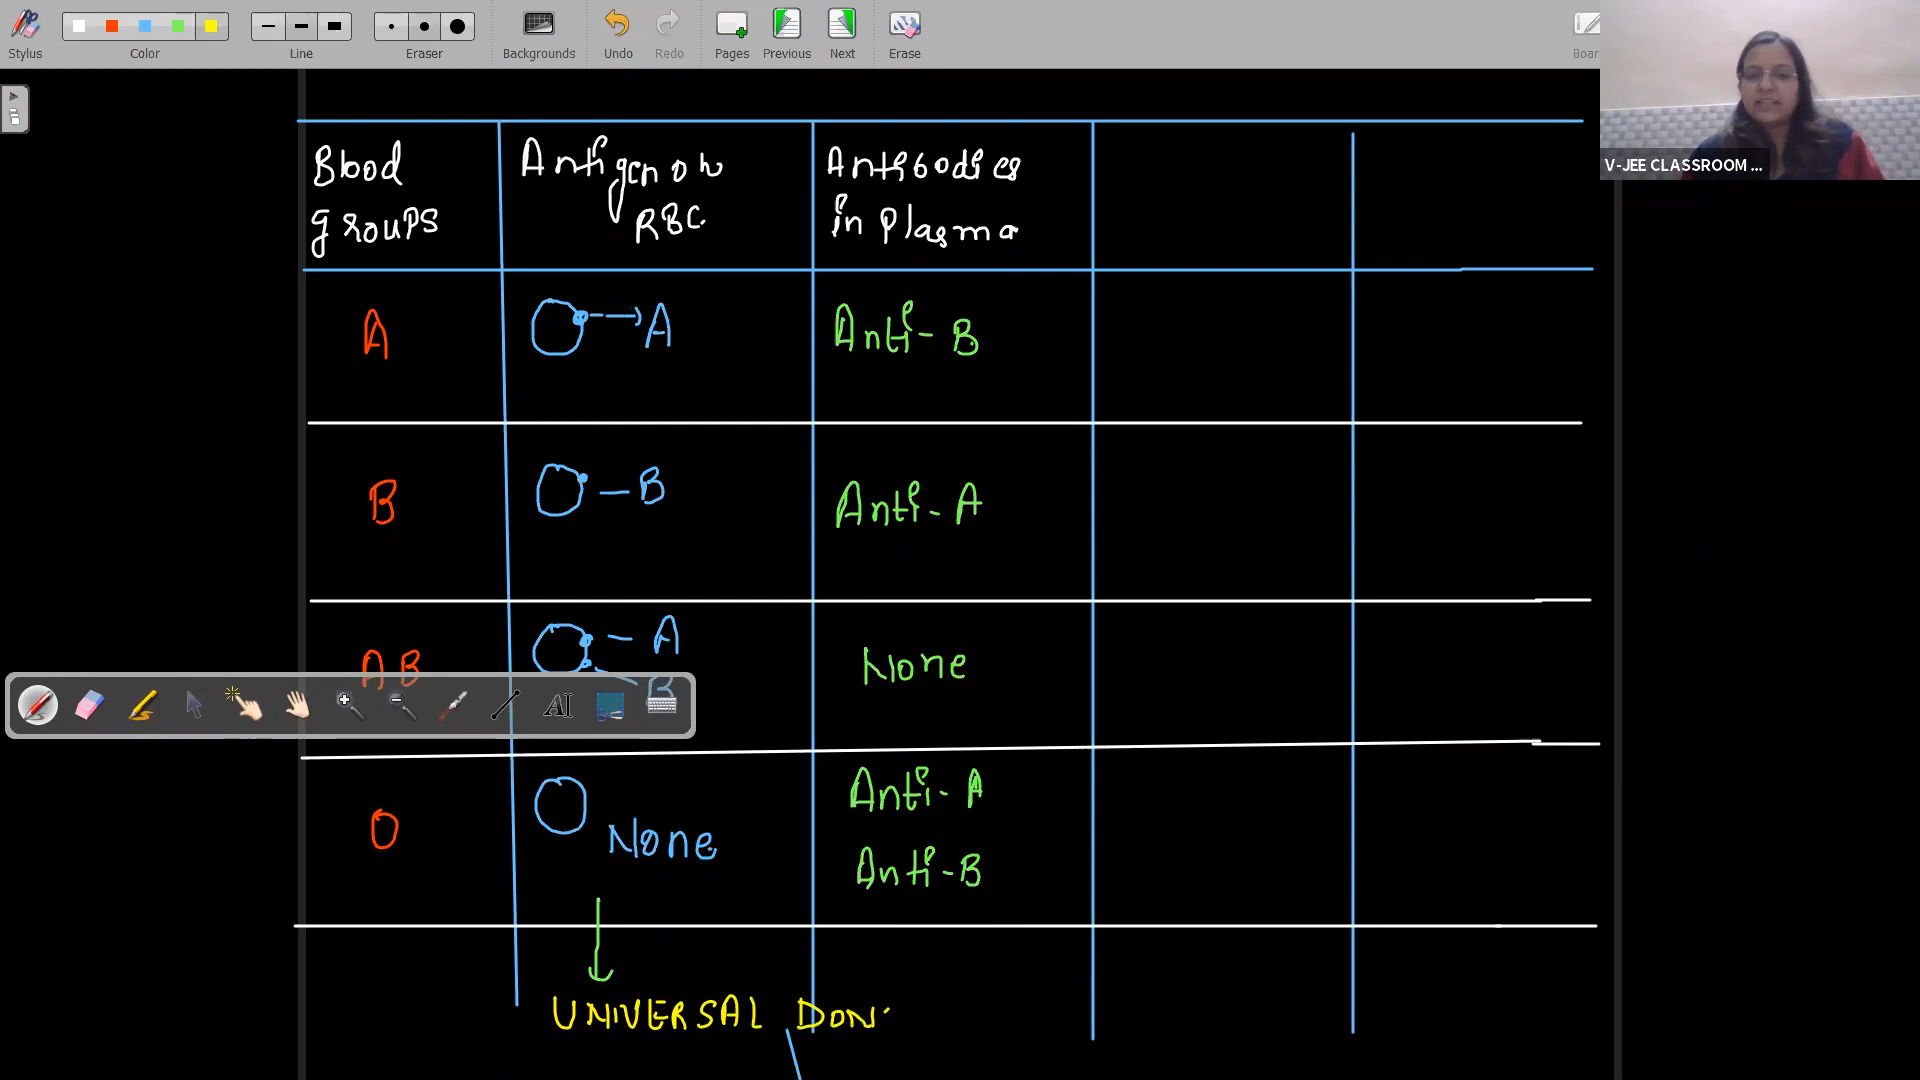 Stylus Color Line Eraser Backgrounds Undo Redo Pages Previous Next Erase Boar
V-JEE CLASSROOM ...
Blood groups
Antigen on RBC
Antibodies in Plasma
A
A
Anti-B
B
B
Anti-A
AB
A
B
None
O
None
Anti-A
Anti-B
UNIVERSAL DON